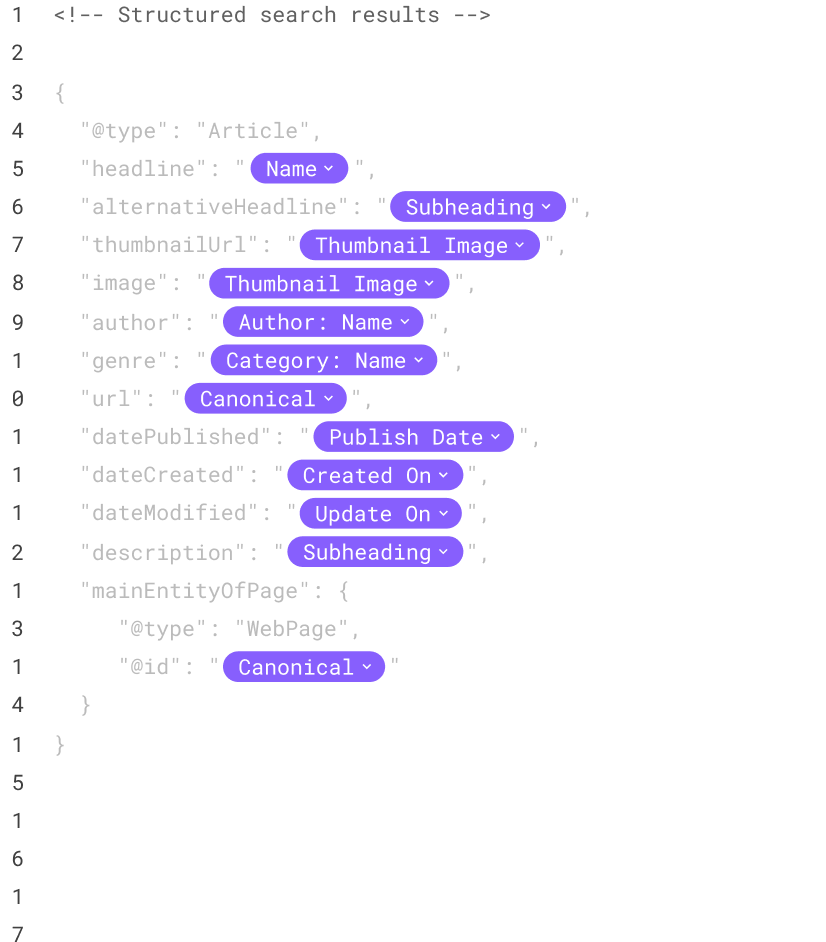 1 <!-- Structured search results -->
2
3 {
4 "@type": "Article",
5 "headline": " Name ",
6 "alternativeHeadline": " Subheading ",
7 "thumbnailUrl": " Thumbnail Image ",
8 "image": " Thumbnail Image ",
9 "author": " Author: Name ",
1 "genre": " Category: Name ",
0 "url": " Canonical ",
1 "datePublished": " Publish Date ",
1 "dateCreated": " Created On ",
1 "dateModified": " Update On ",
2 "description": " Subheading ",
1 "mainEntityOfPage": {
3 "@type": "WebPage",
1 "@id": " Canonical "
4 }
1 }
5
1
6
1
7